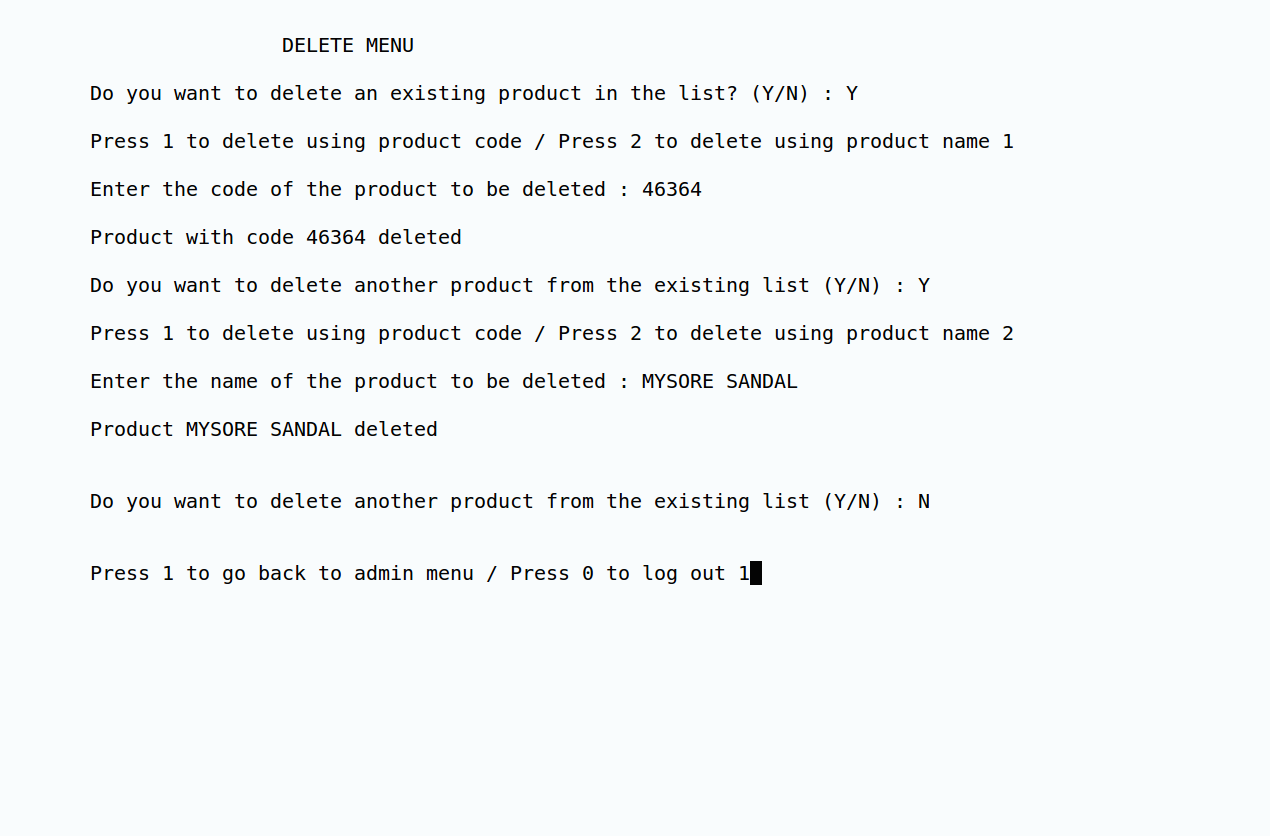 DELETE MENU
Do you want to delete an existing product in the list? (Y/N) : Y
Press 1 to delete using product code / Press 2 to delete using product name 1
Enter the code of the product to be deleted : 46364
Product with code 46364 deleted
Do you want to delete another product from the existing list (Y/N) : Y
Press 1 to delete using product code / Press 2 to delete using product name 2
Enter the name of the product to be deleted : MYSORE SANDAL
Product MYSORE SANDAL deleted
Do you want to delete another product from the existing list (Y/N) : N
Press 1 to go back to admin menu / Press 0 to log out 1